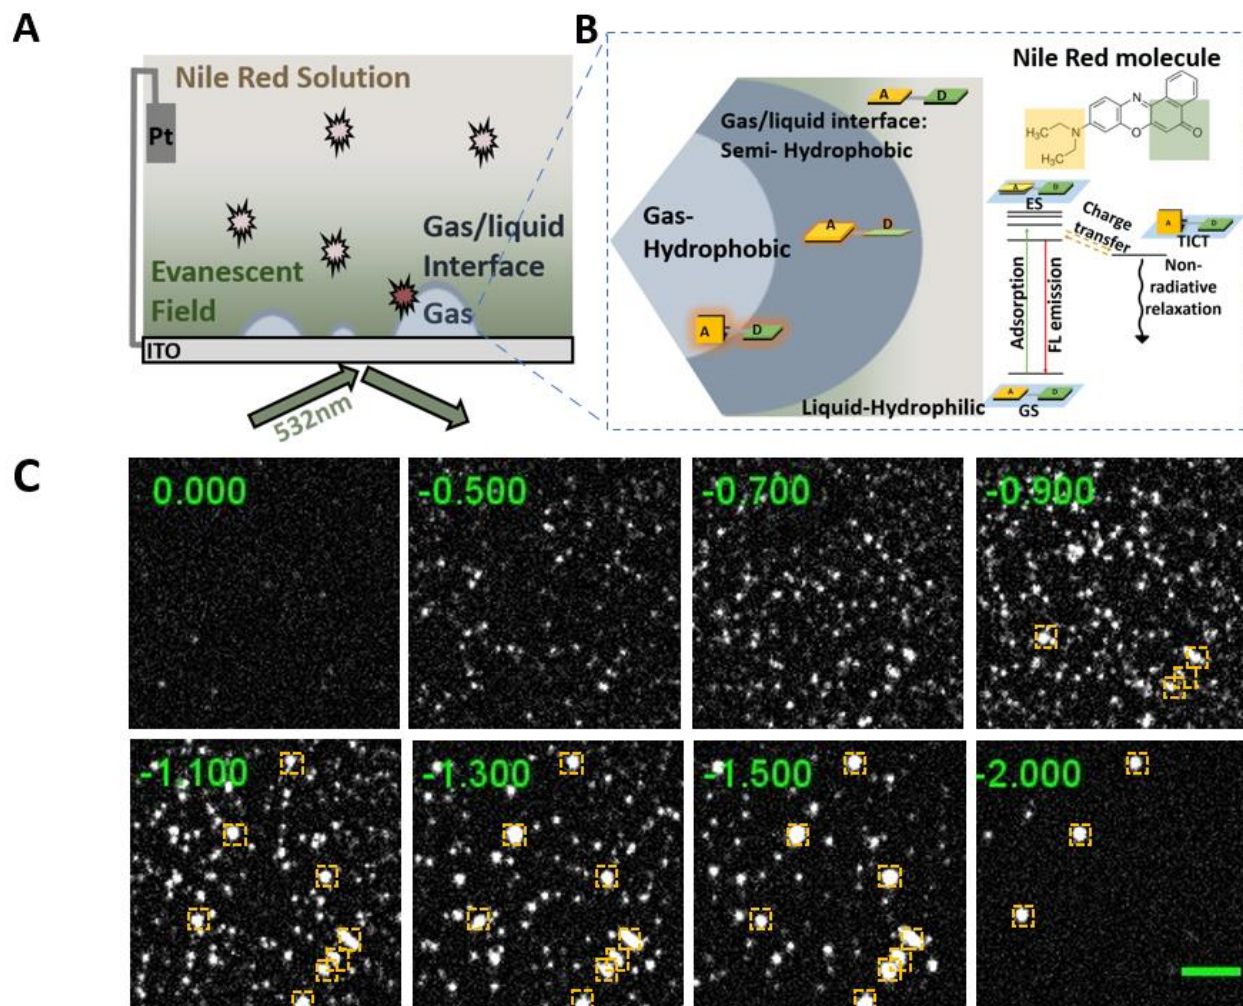 A
Nile Red Solution
Pt
Gas/liquid
Interface
Evanescent
Field
Gas
ITO
532nm
B
Nile Red molecule
A
D
Gas/liquid interface:
Semi- Hydrophobic
N
H₃C
N
O
O
H₃C
A
D
ES
Charge
transfer
A
D
TICT
Gas-
Hydrophobic
A
D
Non-
radiative
relaxation
Adsorption
FL emission
A
D
Liquid-Hydrophilic
A
D
GS
C
0.000
-0.500
-0.700
-0.900
-1.100
-1.300
-1.500
-2.000